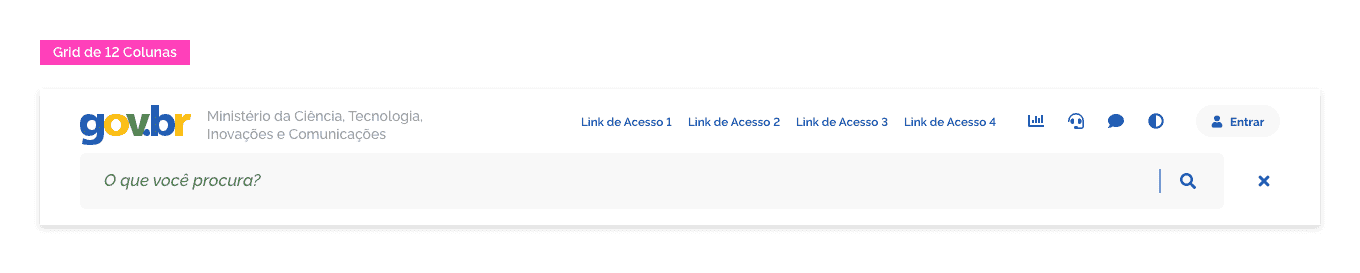 Grid de 12 Colunas
gov.br
Ministério da Ciência, Tecnologia,
Inovações e Comunicações
Link de Acesso 1 Link de Acesso 2 Link de Acesso 3 Link de Acesso 4 Entrar
O que você procura?